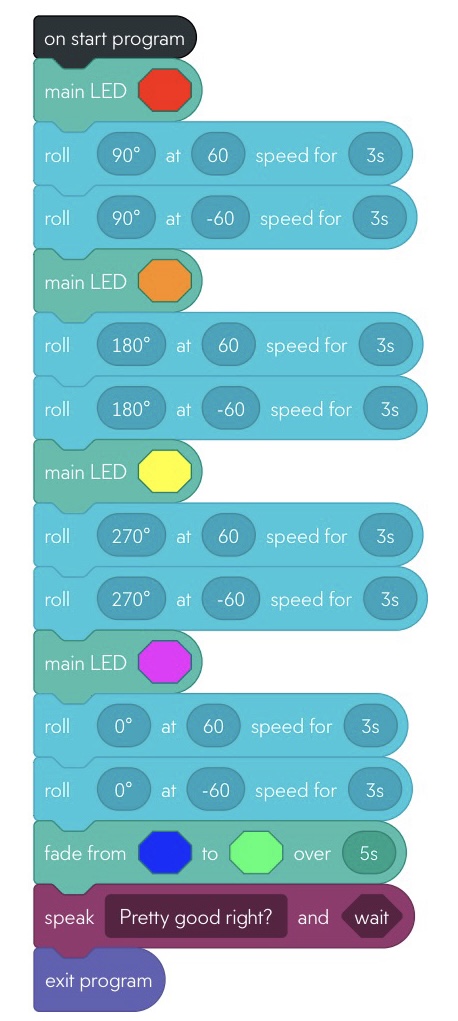 on start program
main LED
roll 90° at 60 speed for 3s
roll 90° at -60 speed for 3s
main LED
roll 180° at 60 speed for 3s
roll 180° at -60 speed for 3s
main LED
roll 270° at 60 speed for 3s
roll 270° at -60 speed for 3s
main LED
roll 0° at 60 speed for 3s
roll 0° at -60 speed for 3s
fade from to over 5s
speak Pretty good right? and wait
exit program